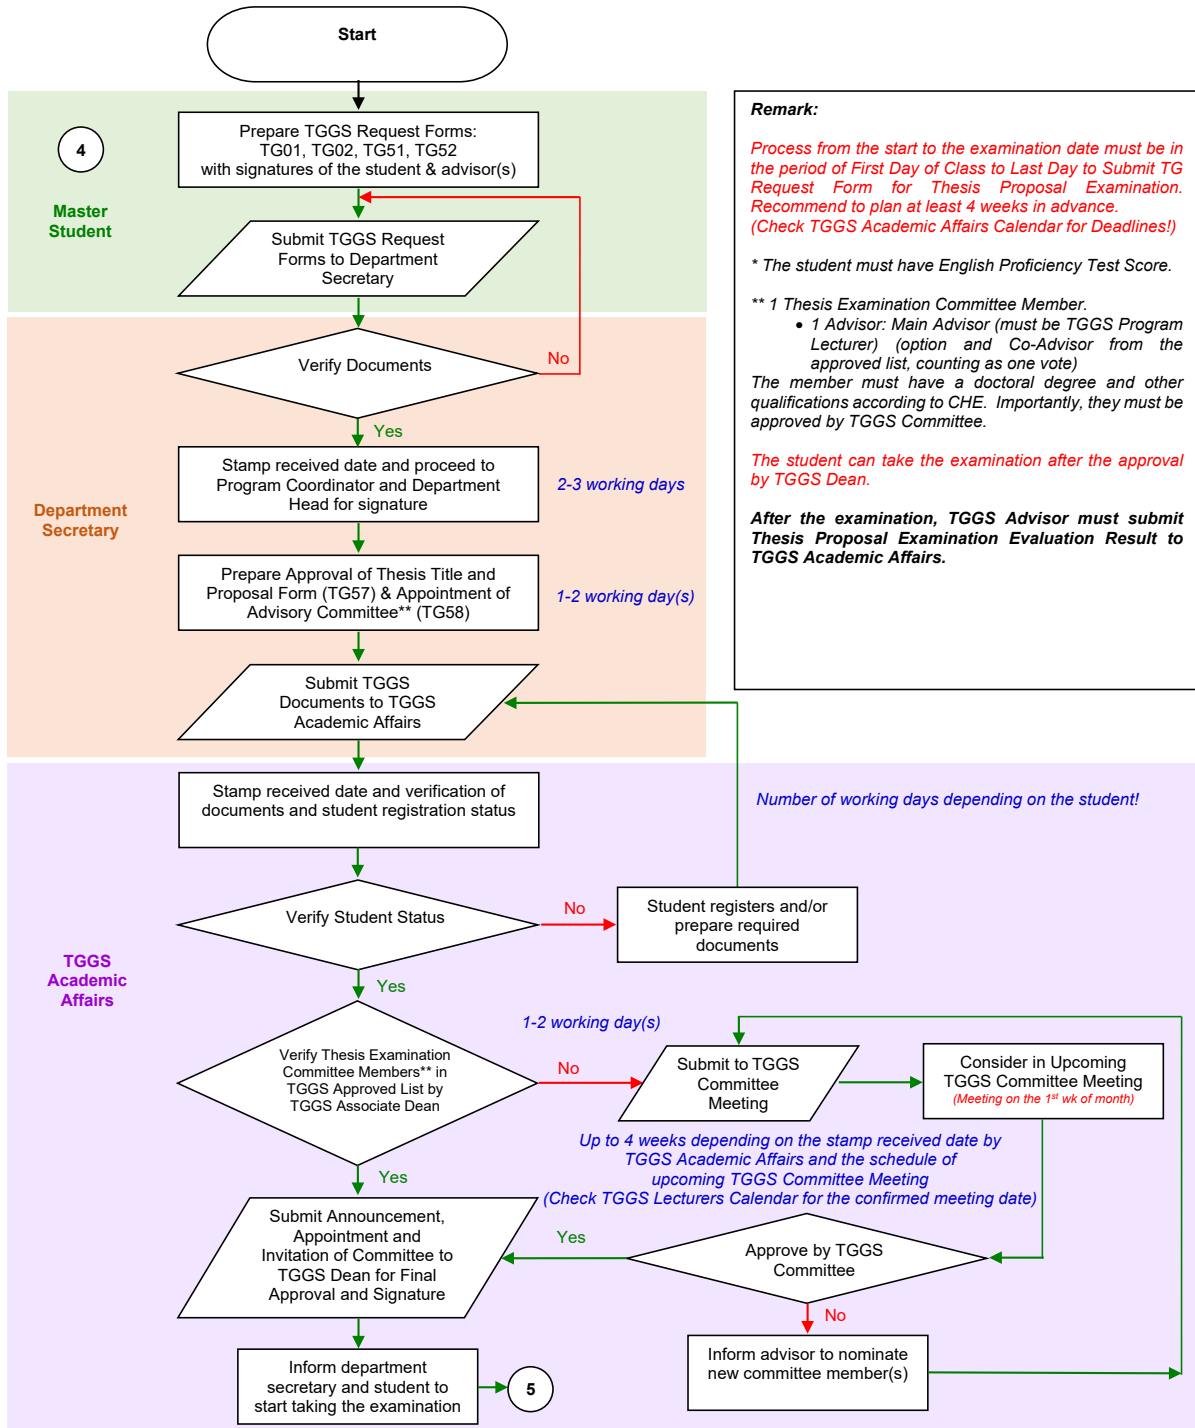 Start
4
Master
Student
Prepare TGGS Request Forms:
TG01, TG02, TG51, TG52
with signatures of the student & advisor(s)
Submit TGGS Request
Forms to Department
Secretary
Verify Documents
No
Yes
Department
Secretary
Stamp received date and proceed to
Program Coordinator and Department
Head for signature
2-3 working days
Prepare Approval of Thesis Title and
Proposal Form (TG57) & Appointment of
Advisory Committee** (TG58)
1-2 working day(s)
Submit TGGS
Documents to TGGS
Academic Affairs
Remark:
Process from the start to the examination date must be in
the period of First Day of Class to Last Day to Submit TG
Request Form for Thesis Proposal Examination.
Recommend to plan at least 4 weeks in advance.
(Check TGGS Academic Affairs Calendar for Deadlines!)
* The student must have English Proficiency Test Score.
** 1 Thesis Examination Committee Member.
• 1 Advisor: Main Advisor (must be TGGS Program
Lecturer) (option and Co-Advisor from the
approved list, counting as one vote)
The member must have a doctoral degree and other
qualifications according to CHE. Importantly, they must be
approved by TGGS Committee.
The student can take the examination after the approval
by TGGS Dean.
After the examination, TGGS Advisor must submit
Thesis Proposal Examination Evaluation Result to
TGGS Academic Affairs.
Stamp received date and verification of
documents and student registration status
Number of working days depending on the student!
Verify Student Status
No
Student registers and/or
prepare required
documents
TGGS
Academic
Affairs
Yes
1-2 working day(s)
Verify Thesis Examination
Committee Members** in
TGGS Approved List by
TGGS Associate Dean
No
Submit to TGGS
Committee
Meeting
Consider in Upcoming
TGGS Committee Meeting
(Meeting on the 1st wk of month)
Up to 4 weeks depending on the stamp received date by
TGGS Academic Affairs and the schedule of
upcoming TGGS Committee Meeting
(Check TGGS Lecturers Calendar for the confirmed meeting date)
Yes
Submit Announcement,
Appointment and
Invitation of Committee to
TGGS Dean for Final
Approval and Signature
Yes
Approve by TGGS
Committee
No
Inform advisor to nominate
new committee member(s)
Inform department
secretary and student to
start taking the examination
5